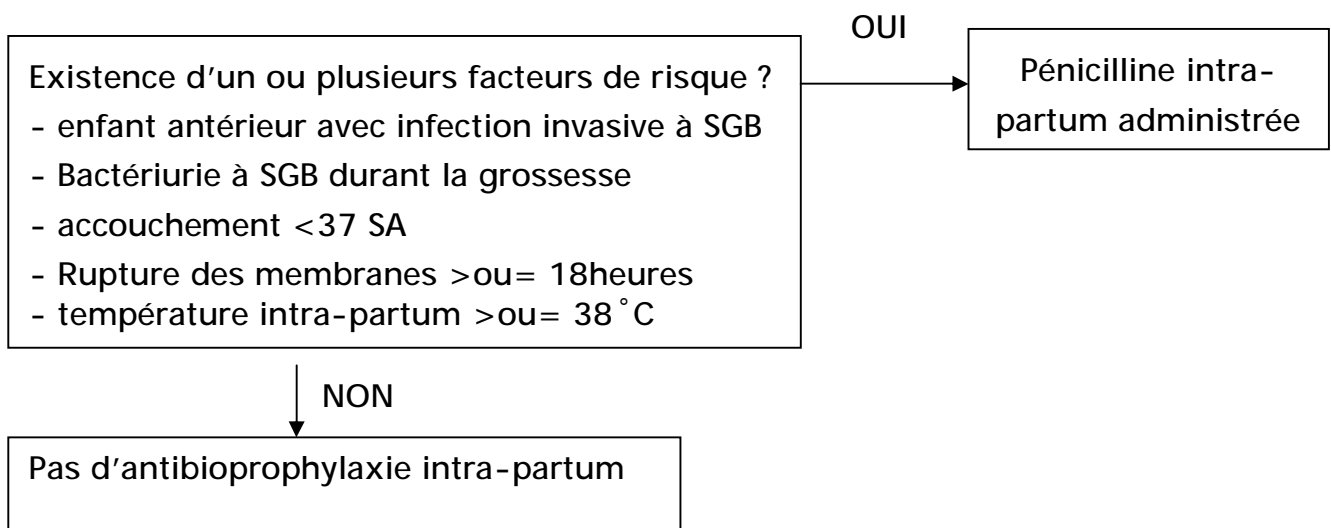 OUI
Existence d'un ou plusieurs facteurs de risque ?
- enfant antérieur avec infection invasive à SGB
- Bactériurie à SGB durant la grossesse
- accouchement <37 SA
- Rupture des membranes >ou= 18heures
- température intra-partum >ou= 38˚C
Pénicilline intra-
partum administrée
NON
Pas d'antibioprophylaxie intra-partum